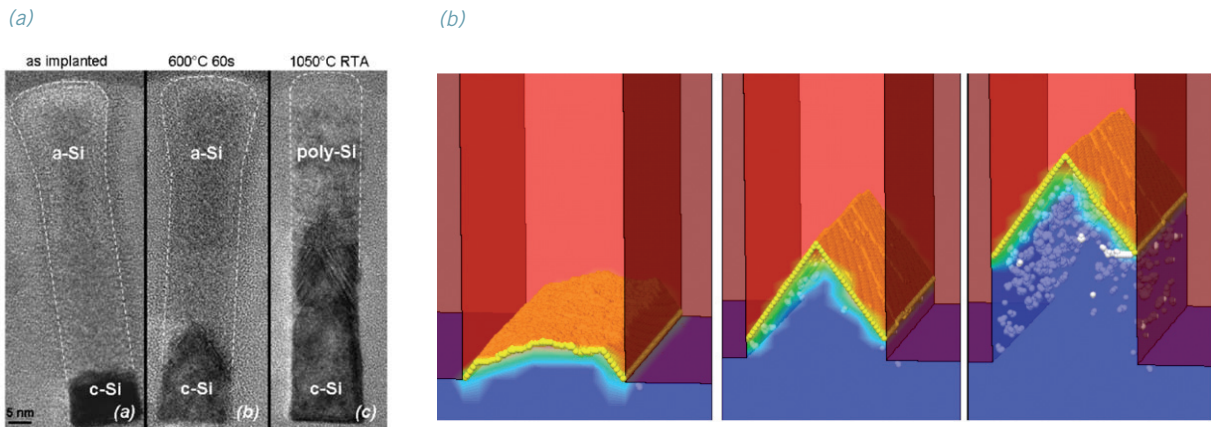 (a)
(b)
as implanted
600°C 60s
1050°C RTA
a-Si
a-Si
poly-Si
c-Si
c-Si
c-Si
5 nm
(a)
(b)
(c)